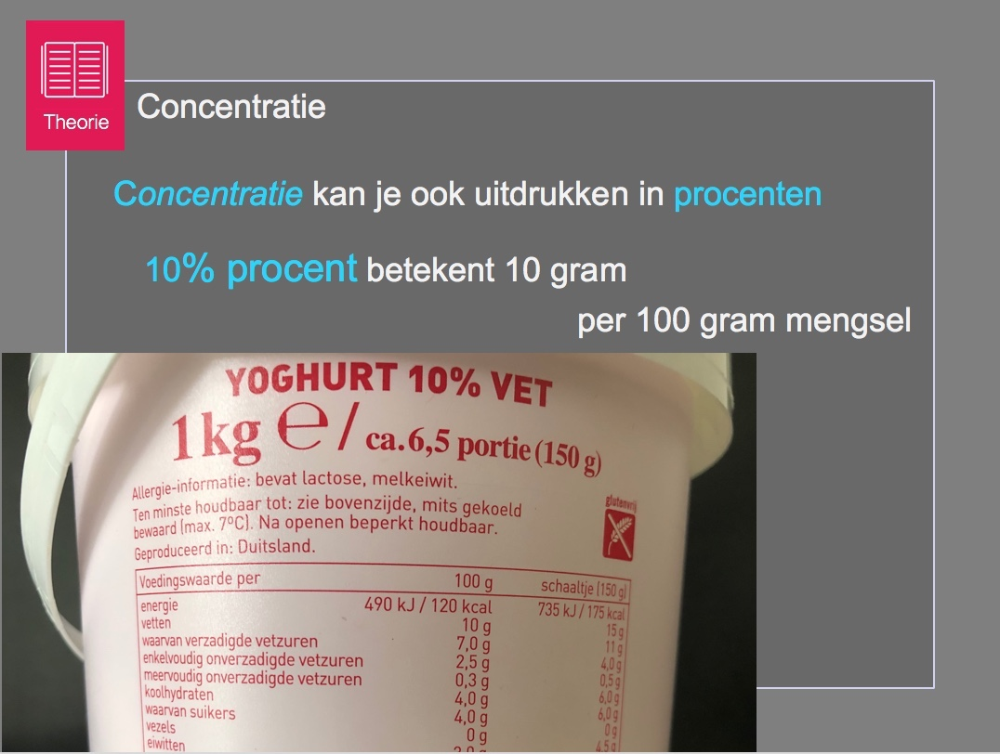 Theorie
Concentratie
Concentratie kan je ook uitdrukken in procenten
10% procent betekent 10 gram
per 100 gram mengsel
YOGHURT 10% VET
1kg ℮/ca.6,5 portie (150 g)
Allergie-informatie: bevat lactose, melkeiwit.
Ten minste houdbaar tot: zie bovenzijde, mits gekoeld
bewaard (max. 7°C). Na openen beperkt houdbaar.
Geproduceerd in: Duitsland.
glutenvrij
Voedingswaarde per 100 g schaaltje (150 g)
energie 490 kJ / 120 kcal 735 kJ / 175 kcal
vetten 10 g 15 g
waarvan verzadigde vetzuren 7,0 g 11 g
enkelvoudig onverzadigde vetzuren 2,5 g 4,0 g
meervoudig onverzadigde vetzuren 0,3 g 0,5 g
koolhydraten 4,0 g 6,0 g
waarvan suikers 4,0 g 6,0 g
vezels 0 g 0 g
eiwitten 4,5 g